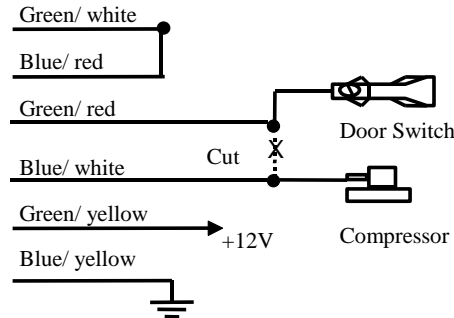 Green/ white
Blue/ red
Green/ red
Door Switch
Blue/ white
Cut
X
Green/ yellow
+12V
Compressor
Blue/ yellow